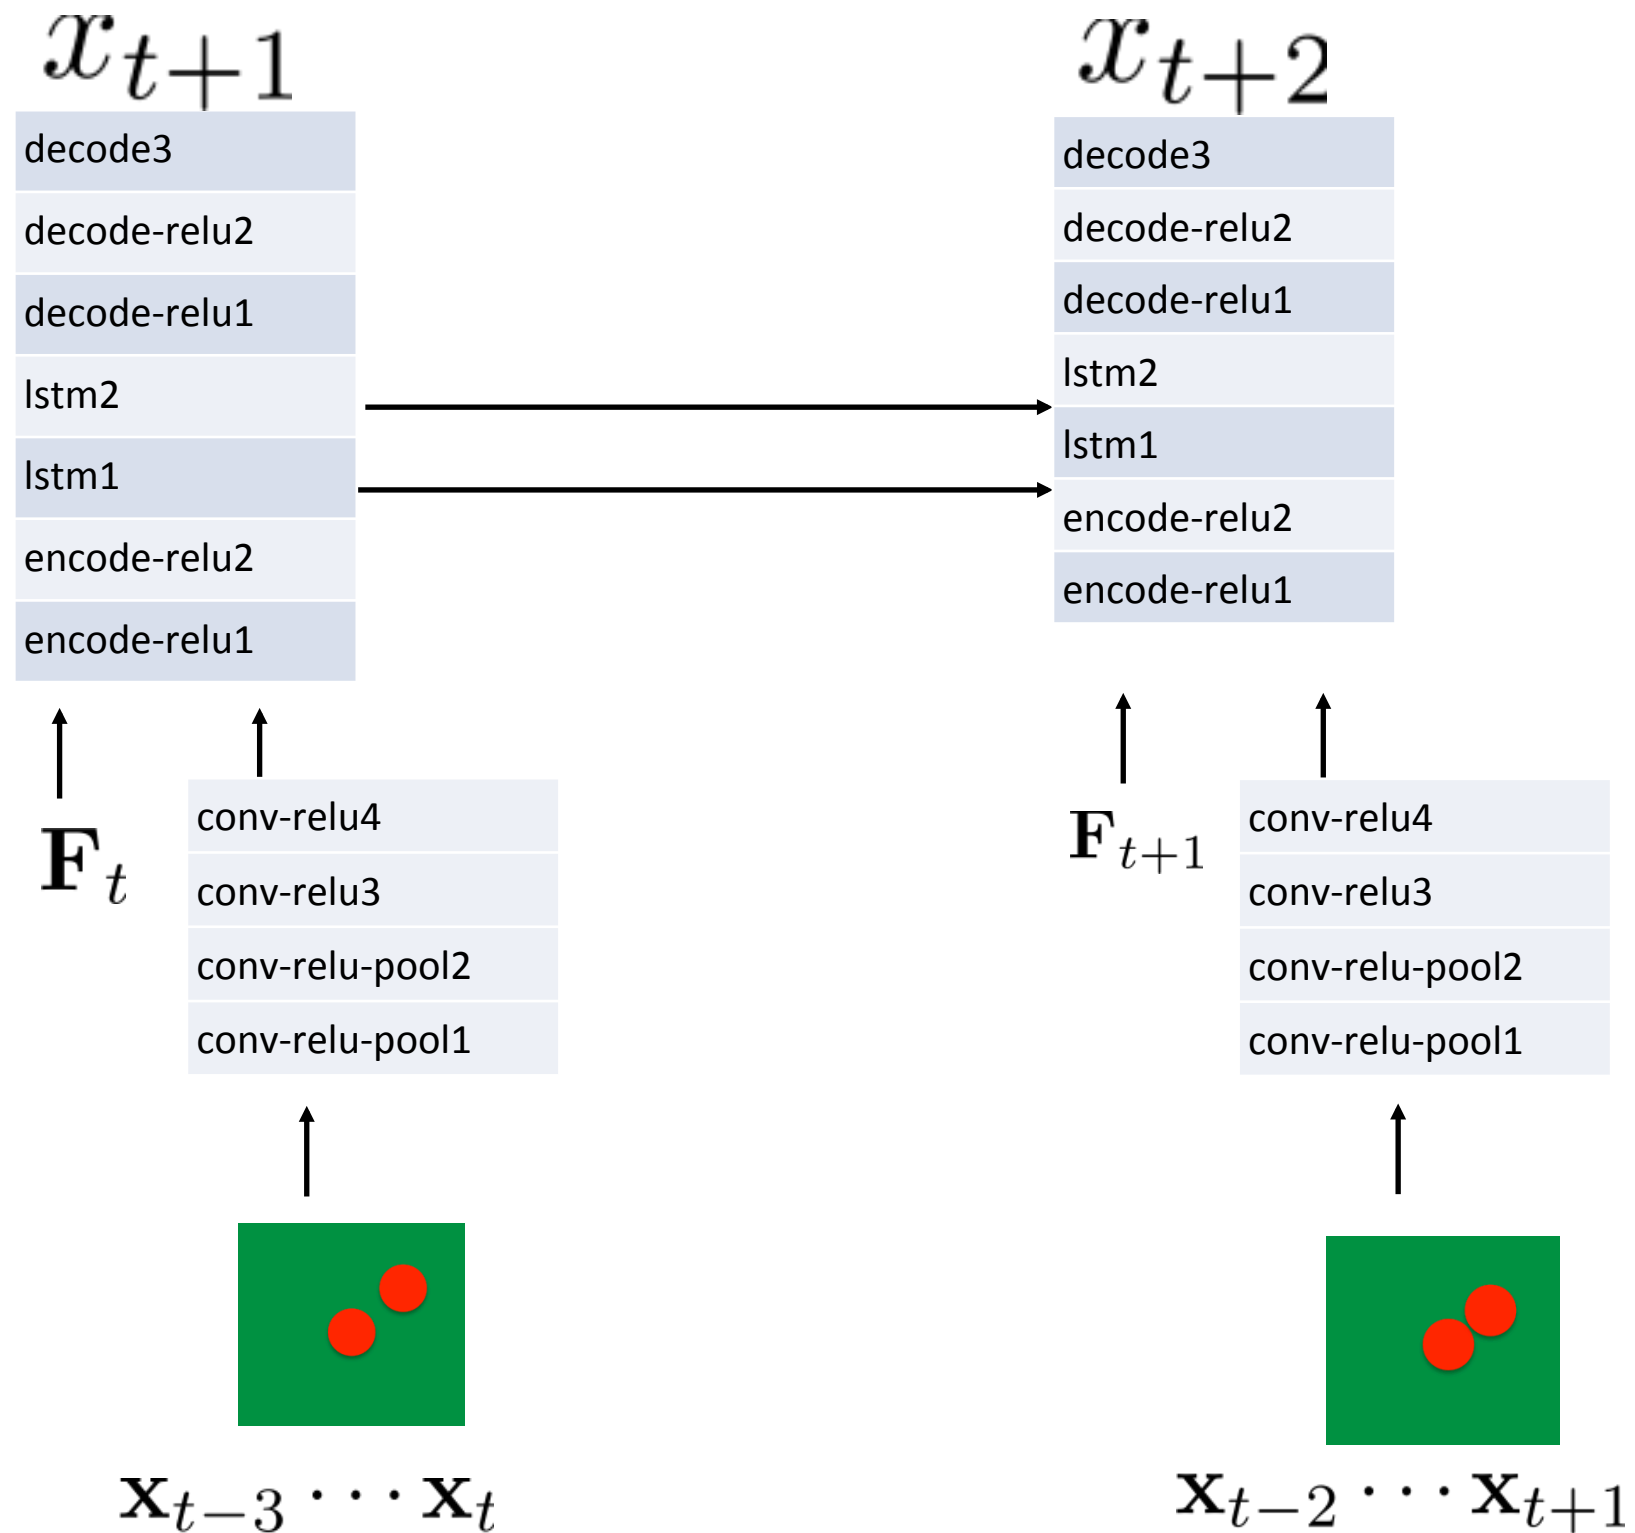 x_{t+1}
decode3
decode-relu2
decode-relu1
lstm2
lstm1
encode-relu2
encode-relu1
F_t
conv-relu4
conv-relu3
conv-relu-pool2
conv-relu-pool1
x_{t-3} ··· x_t
x_{t+2}
decode3
decode-relu2
decode-relu1
lstm2
lstm1
encode-relu2
encode-relu1
F_{t+1}
conv-relu4
conv-relu3
conv-relu-pool2
conv-relu-pool1
x_{t-2} ··· x_{t+1}